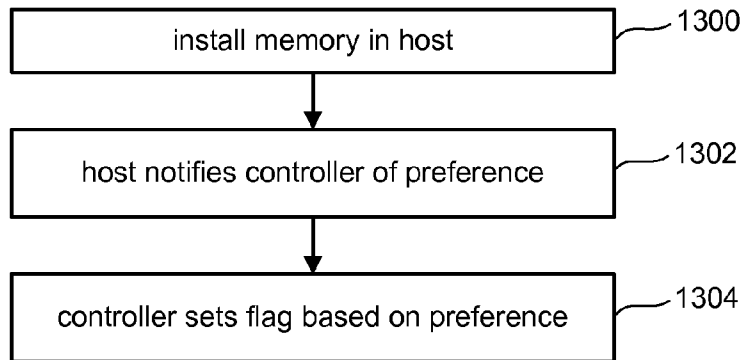 install memory in host
1300
host notifies controller of preference
1302
controller sets flag based on preference
1304